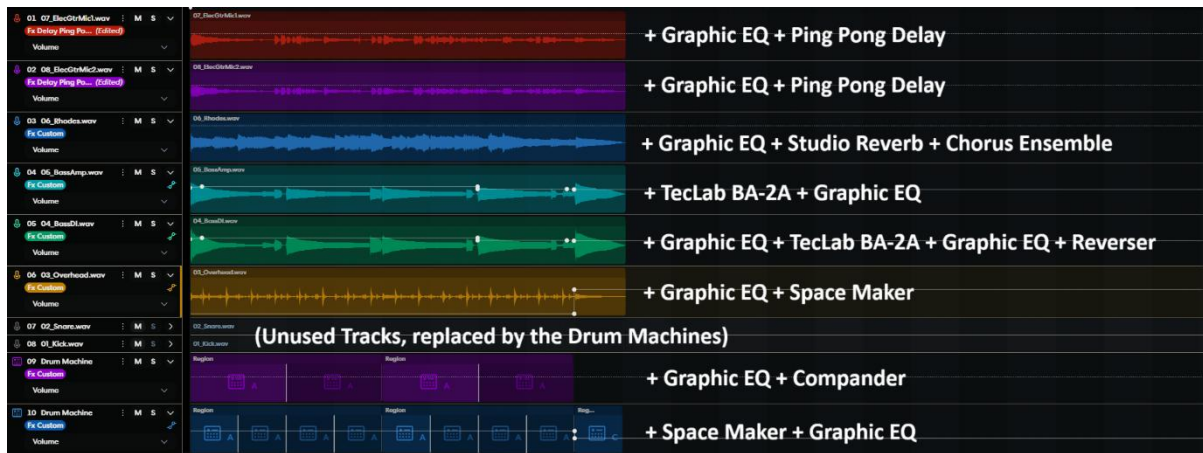 01 07_ElecGtrMic1.wav M S
07_ElecGtrMic1.wav
Fx Delay Ping Po... (Edited)
+ Graphic EQ + Ping Pong Delay
Volume
02 08_ElecGtrMic2.wav M S
08_ElecGtrMic2.wav
Fx Delay Ping Po... (Edited)
+ Graphic EQ + Ping Pong Delay
Volume
03 06_Rhodes.wav M S
06_Rhodes.wav
Fx Custom
+ Graphic EQ + Studio Reverb + Chorus Ensemble
Volume
04 05_BassAmp.wav M S
05_BassAmp.wav
Fx Custom
+ TecLab BA-2A + Graphic EQ
Volume
05 04_BassDI.wav M S
04_BassDI.wav
Fx Custom
+ Graphic EQ + TecLab BA-2A + Graphic EQ + Reverser
Volume
06 03_Overhead.wav M S
03_Overhead.wav
Fx Custom
+ Graphic EQ + Space Maker
Volume
07 02_Snare.wav M S
02_Snare.wav
(Unused Tracks, replaced by the Drum Machines)
08 01_Kick.wav M S
01_Kick.wav
09 Drum Machine M S
Region Region
Fx Custom
A A A A
+ Graphic EQ + Compander
Volume
10 Drum Machine M S
Region Region Reg...
Fx Custom
A A A A A A A A C
+ Space Maker + Graphic EQ
Volume